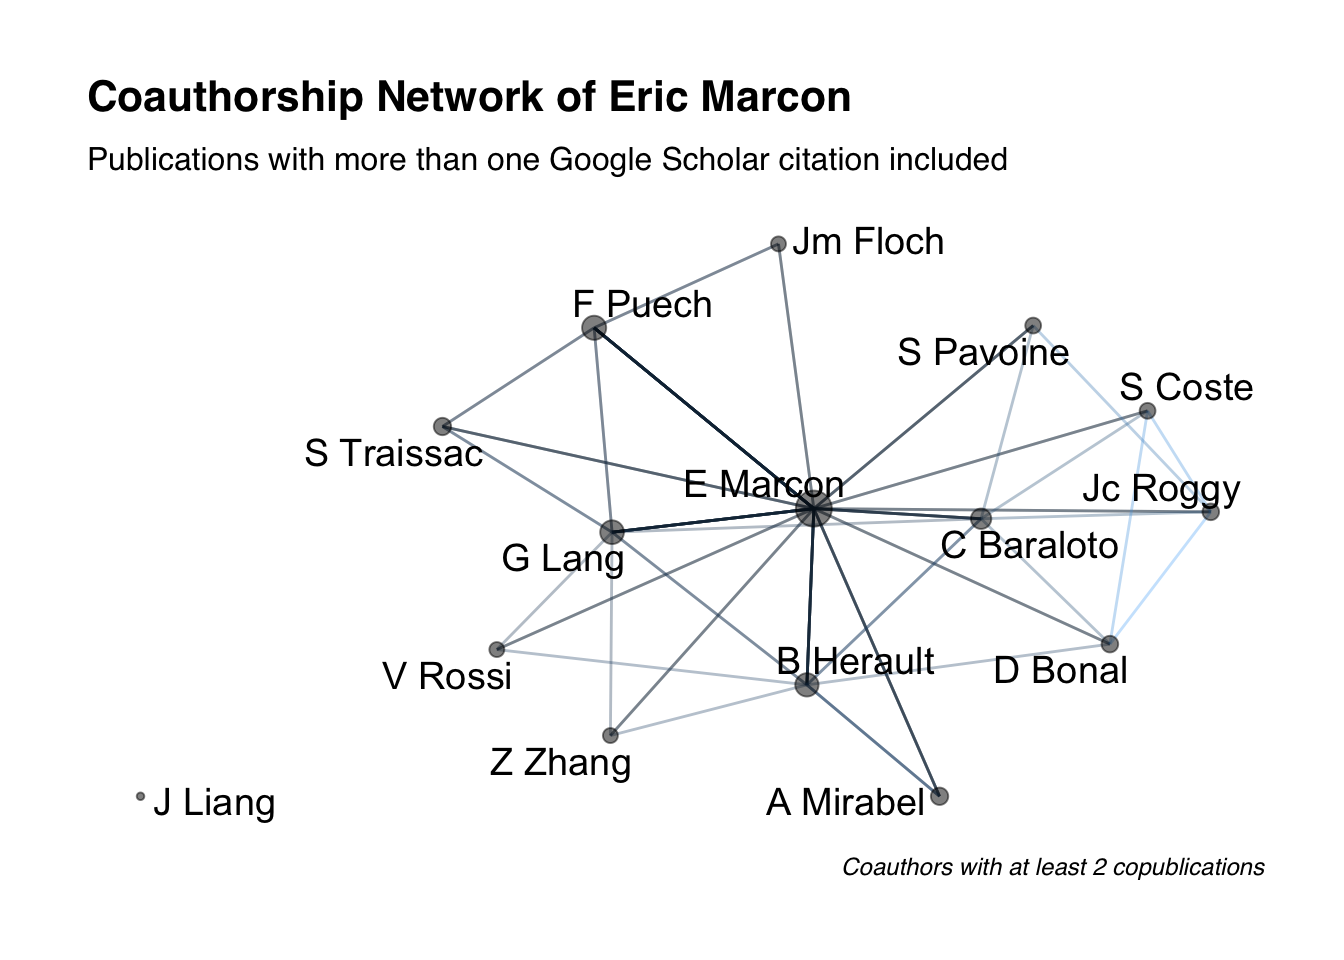 Coauthorship Network of Eric Marcon
Publications with more than one Google Scholar citation included
Jm Floch
F Puech
S Pavoine
S Coste
S Traissac
E Marcon
Jc Roggy
G Lang
C Baraloto
B Herault
V Rossi
D Bonal
Z Zhang
J Liang
A Mirabel
Coauthors with at least 2 copublications